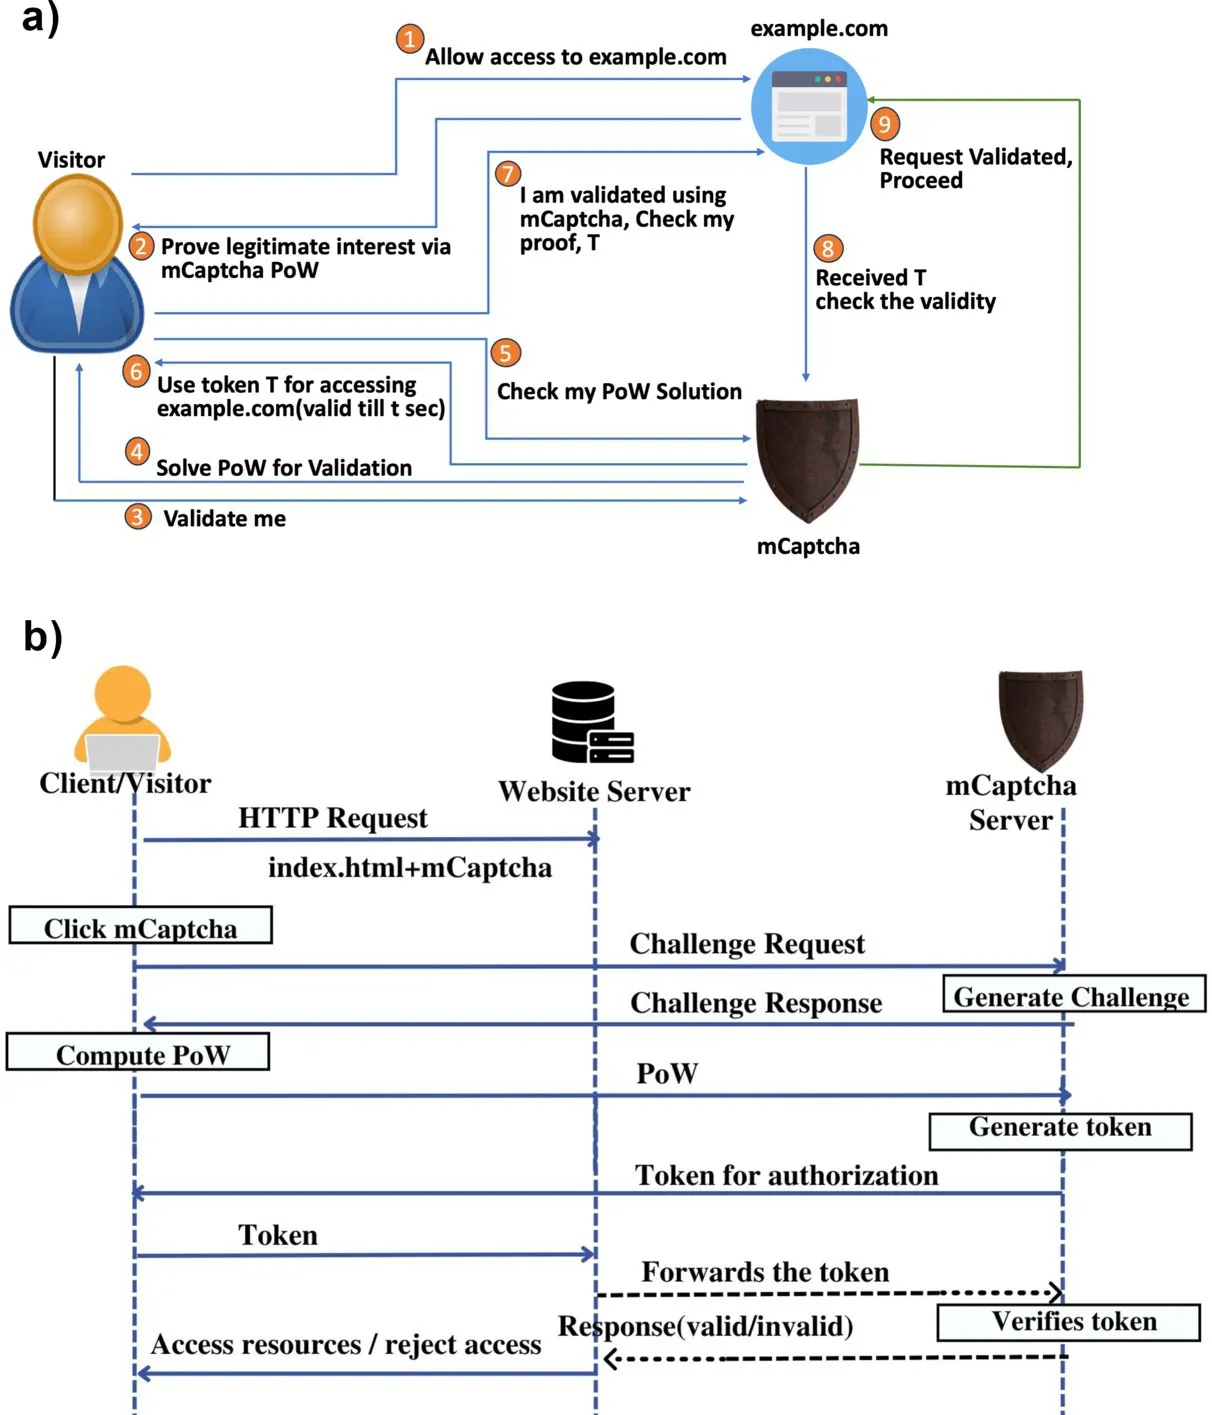 a)
example.com
1
Allow access to example.com
Visitor
9
Request Validated,
Proceed
7
I am validated using
mCaptcha, Check my
proof, T
2
Prove legitimate interest via
mCaptcha PoW
8
Received T
check the validity
5
Check my PoW Solution
6
Use token T for accessing
example.com(valid till t sec)
4
Solve PoW for Validation
3
Validate me
mCaptcha
b)
Client/Visitor
Website Server
mCaptcha
Server
HTTP Request
index.html+mCaptcha
Click mCaptcha
Challenge Request
Generate Challenge
Challenge Response
Compute PoW
PoW
Generate token
Token for authorization
Token
Forwards the token
Verifies token
Response(valid/invalid)
Access resources / reject access